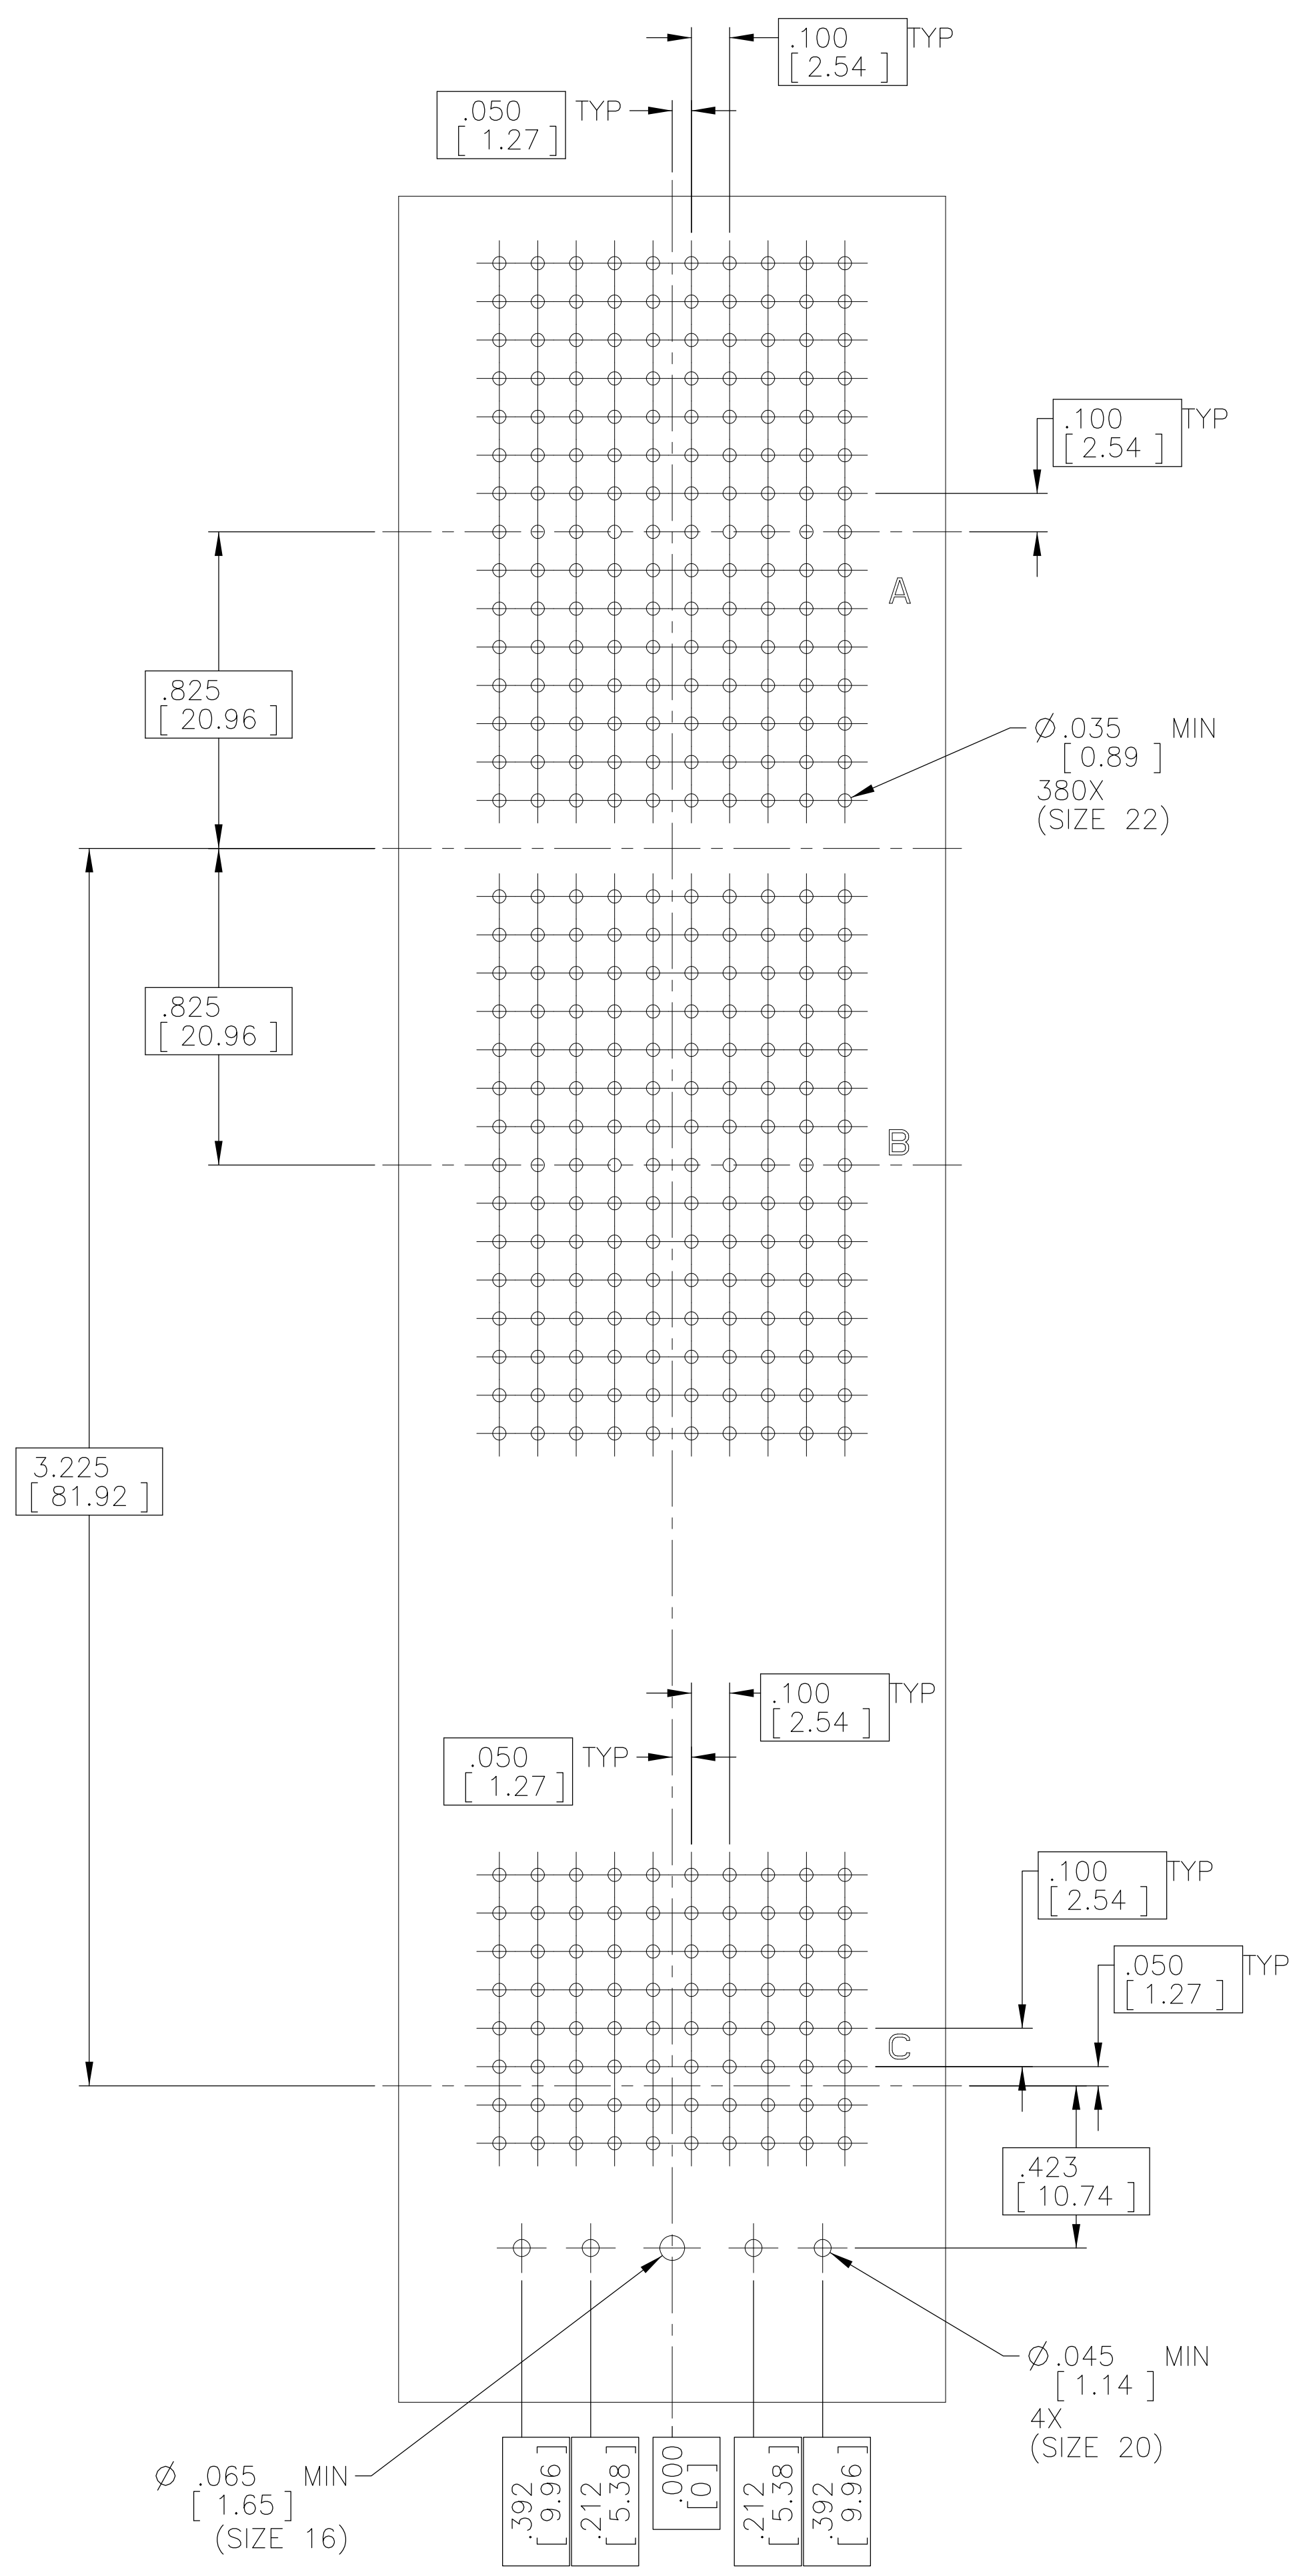 .100 TYP
[ 2.54 ]
.050 TYP
[ 1.27 ]
.100 TYP
[ 2.54 ]
A
.825
[ 20.96 ]
Ø.035 MIN
[ 0.89 ]
380X
(SIZE 22)
.825
[ 20.96 ]
B
3.225
[ 81.92 ]
.100 TYP
[ 2.54 ]
.050 TYP
[ 1.27 ]
.100 TYP
[ 2.54 ]
.050 TYP
[ 1.27 ]
C
.423
[ 10.74 ]
Ø.045 MIN
[ 1.14 ]
4X
(SIZE 20)
Ø .065 MIN
[ 1.65 ]
(SIZE 16)
.392
[ 9.96 ]
.212
[ 5.38 ]
.000
[ 0 ]
.212
[ 5.38 ]
.392
[ 9.96 ]